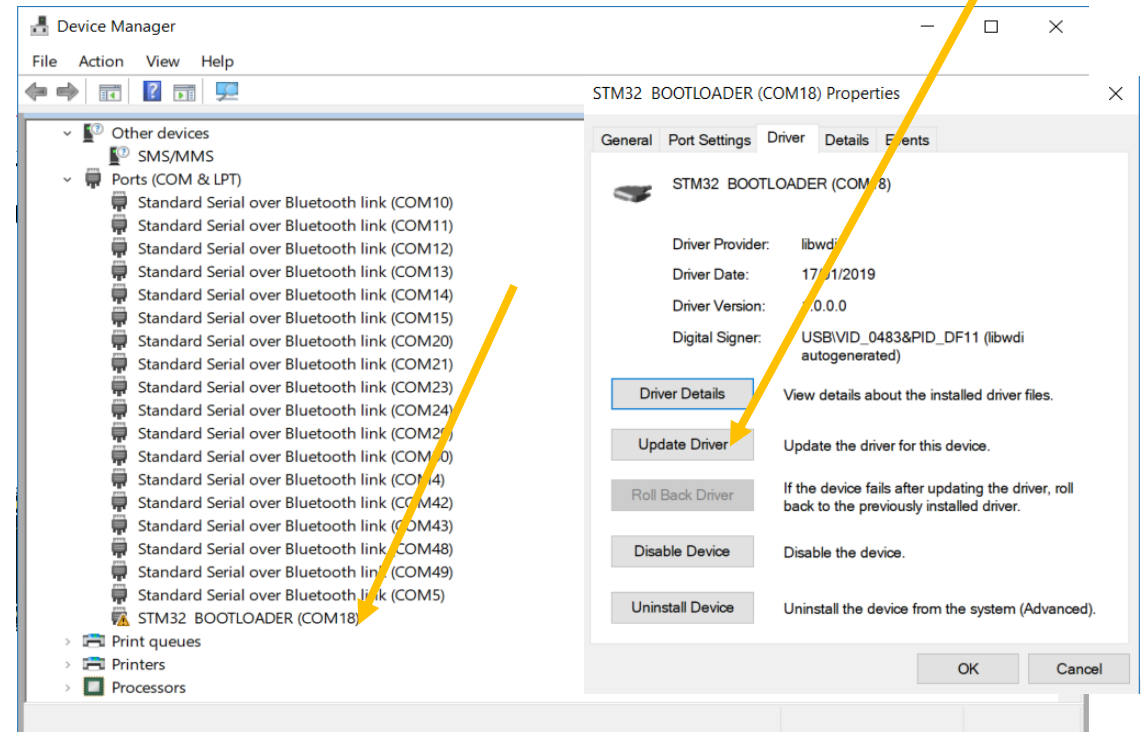 Device Manager
File Action View Help
Other devices
SMS/MMS
Ports (COM & LPT)
Standard Serial over Bluetooth link (COM10)
Standard Serial over Bluetooth link (COM11)
Standard Serial over Bluetooth link (COM12)
Standard Serial over Bluetooth link (COM13)
Standard Serial over Bluetooth link (COM14)
Standard Serial over Bluetooth link (COM15)
Standard Serial over Bluetooth link (COM20)
Standard Serial over Bluetooth link (COM21)
Standard Serial over Bluetooth link (COM23)
Standard Serial over Bluetooth link (COM24)
Standard Serial over Bluetooth link
Standard Serial over Bluetooth link
Standard Serial over Bluetooth link (COM4)
Standard Serial over Bluetooth link (COM42)
Standard Serial over Bluetooth link (COM43)
Standard Serial over Bluetooth link (COM48)
Standard Serial over Bluetooth link (COM49)
Standard Serial over Bluetooth link (COM5)
STM32 BOOTLOADER (COM18)
Print queues
Printers
Processors
STM32 BOOTLOADER (COM18) Properties
General Port Settings Driver Details Events
STM32 BOOTLOADER (COM18)
Driver Provider: libwdi
Driver Date: 17/01/2019
Driver Version:
Digital Signer: USB\VID_0483&PID_DF11 (libwdi
autogenerated)
Driver Details View details about the installed driver files.
Update Driver Update the driver for this device.
Roll Back Driver If the device fails after updating the driver, roll
back to the previously installed driver.
Disable Device Disable the device.
Uninstall Device Uninstall the device from the system (Advanced).
OK Cancel